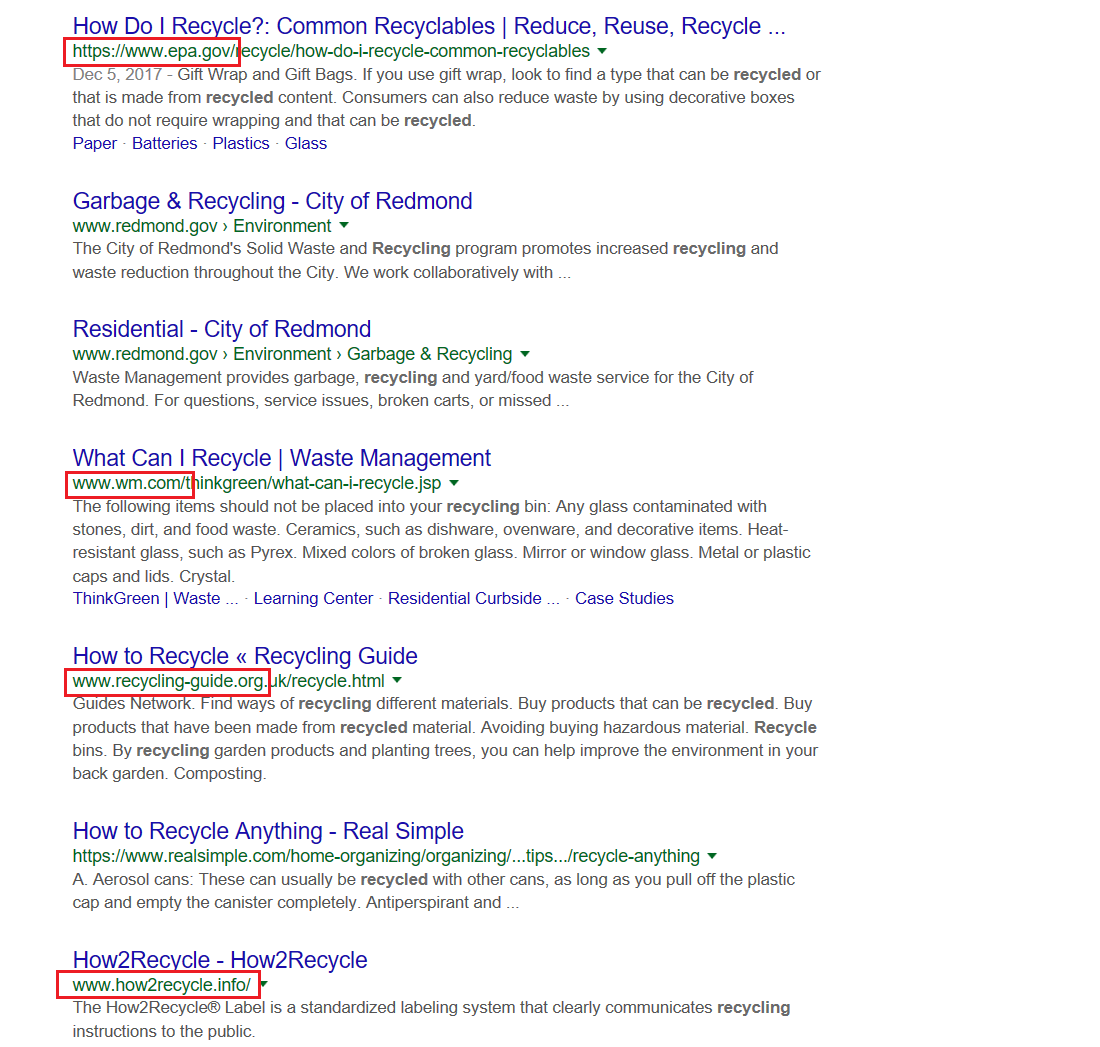 How Do I Recycle?: Common Recyclables | Reduce, Reuse, Recycle ...
https://www.epa.gov/recycle/how-do-i-recycle-common-recyclables
Dec 5, 2017 - Gift Wrap and Gift Bags. If you use gift wrap, look to find a type that can be recycled or
that is made from recycled content. Consumers can also reduce waste by using decorative boxes
that do not require wrapping and that can be recycled.
Paper · Batteries · Plastics · Glass
Garbage & Recycling - City of Redmond
www.redmond.gov › Environment
The City of Redmond's Solid Waste and Recycling program promotes increased recycling and
waste reduction throughout the City. We work collaboratively with ...
Residential - City of Redmond
www.redmond.gov › Environment › Garbage & Recycling
Waste Management provides garbage, recycling and yard/food waste service for the City of
Redmond. For questions, service issues, broken carts, or missed ...
What Can I Recycle | Waste Management
www.wm.com/thinkgreen/what-can-i-recycle.jsp
The following items should not be placed into your recycling bin: Any glass contaminated with
stones, dirt, and food waste. Ceramics, such as dishware, ovenware, and decorative items. Heat-
resistant glass, such as Pyrex. Mixed colors of broken glass. Mirror or window glass. Metal or plastic
caps and lids. Crystal.
ThinkGreen | Waste ... · Learning Center · Residential Curbside ... · Case Studies
How to Recycle « Recycling Guide
www.recycling-guide.org.uk/recycle.html
Guides Network. Find ways of recycling different materials. Buy products that can be recycled. Buy
products that have been made from recycled material. Avoiding buying hazardous material. Recycle
bins. By recycling garden products and planting trees, you can help improve the environment in your
back garden. Composting.
How to Recycle Anything - Real Simple
https://www.realsimple.com/home-organizing/organizing/...tips.../recycle-anything
A. Aerosol cans: These can usually be recycled with other cans, as long as you pull off the plastic
cap and empty the canister completely. Antiperspirant and ...
How2Recycle - How2Recycle
www.how2recycle.info/
The How2Recycle® Label is a standardized labeling system that clearly communicates recycling
instructions to the public.